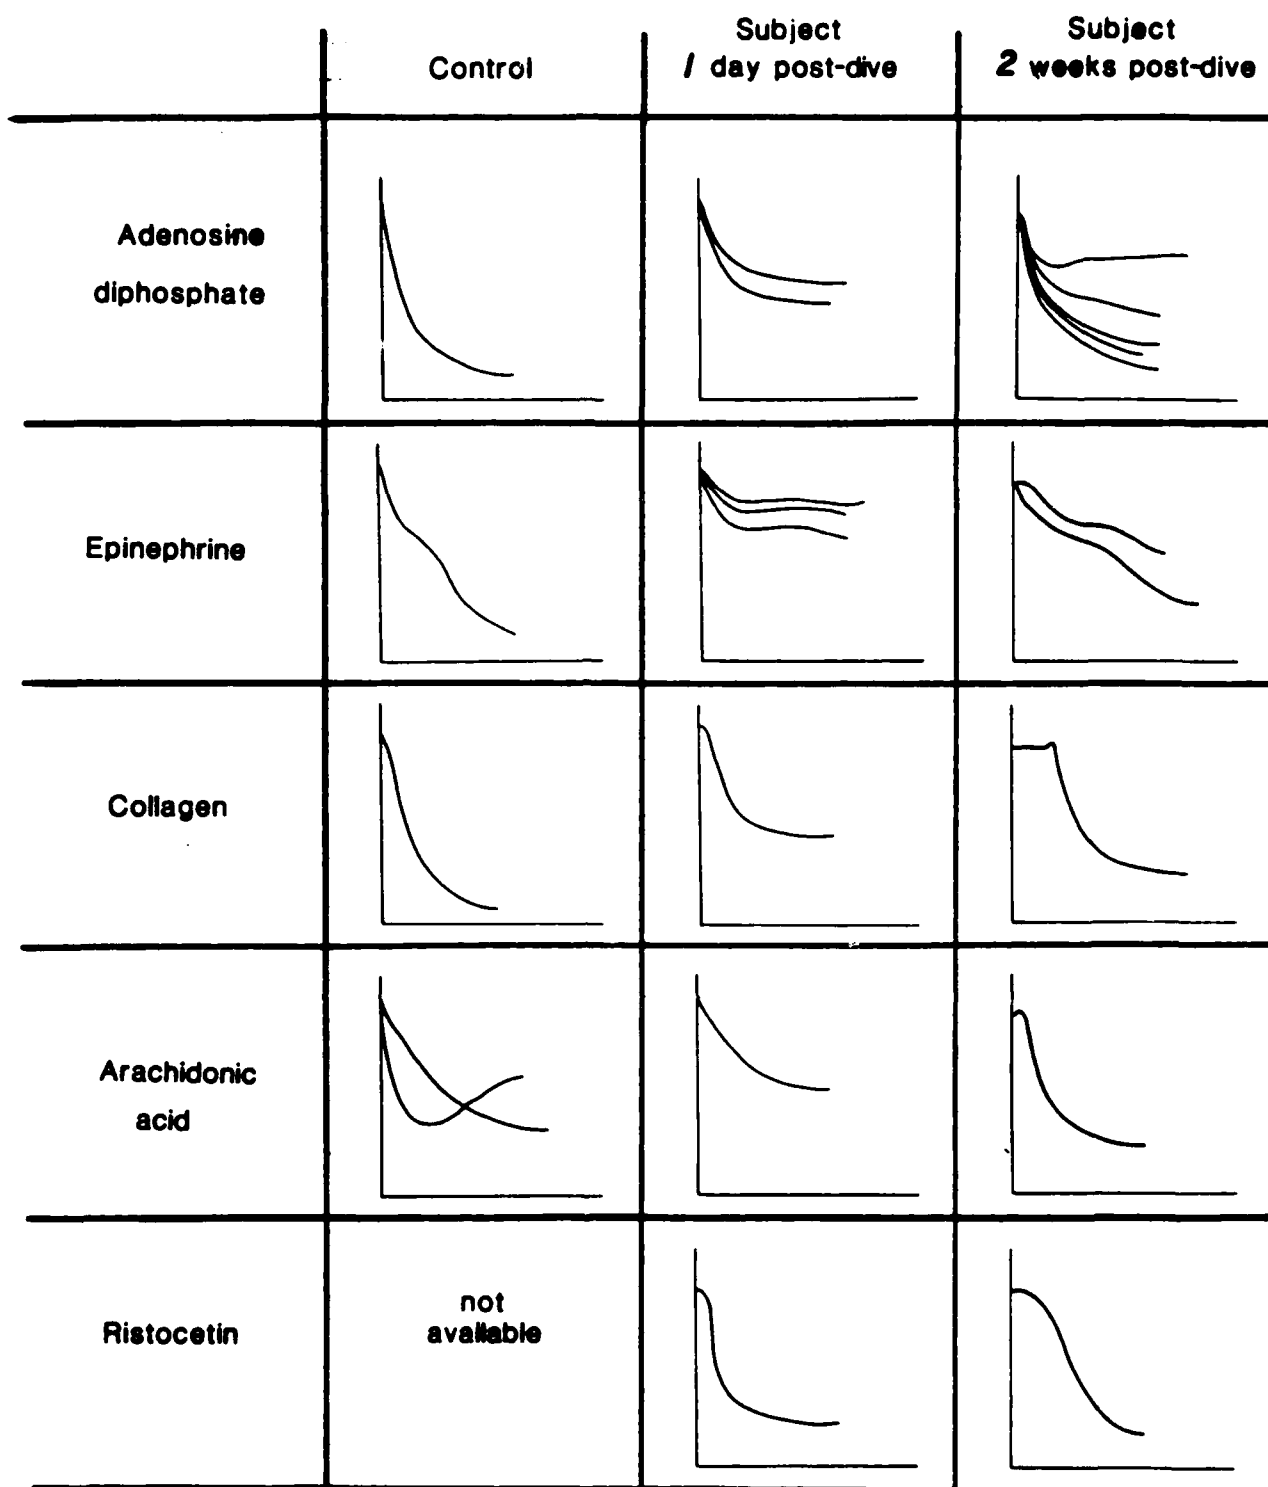 Control
Subject
1 day post-dive
Subject
2 weeks post-dive
Adenosine
diphosphate
Epinephrine
Collagen
Arachidonic
acid
Ristocetin
not
available